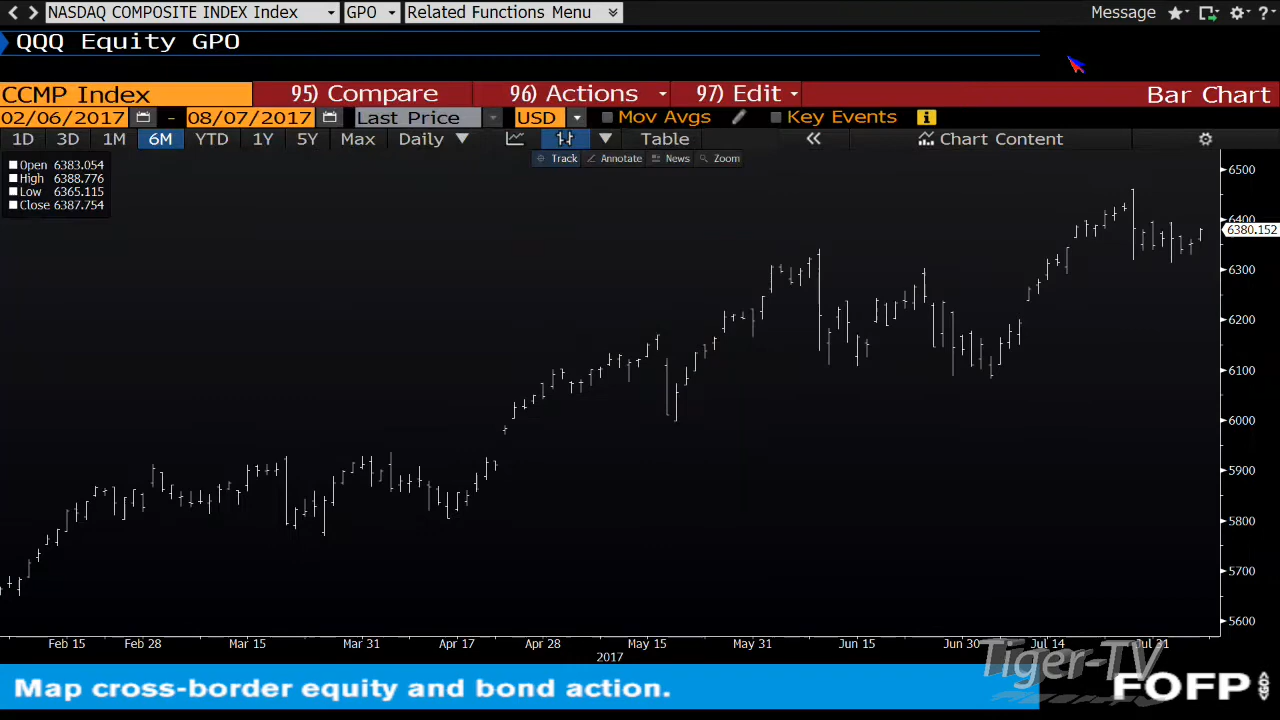 NASDAQ COMPOSITE INDEX Index GPO Related Functions Menu Message ?
QQQ Equity GPO
CCMP Index 95) Compare 96) Actions 97) Edit Bar Chart
02/06/2017 - 08/07/2017 Last Price USD Mov Avgs Key Events
1D 3D 1M 6M YTD 1Y 5Y Max Daily Table « Chart Content
Track Annotate News Zoom
Open 6383.054
High 6388.776
Low 6365.115
Close 6387.754
6500
6400
6380.152
6300
6200
6100
6000
5900
5800
5700
5600
Feb 15 Feb 28 Mar 15 Mar 31 Apr 17 Apr 28 May 15 May 31 Jun 15 Jun 30 Jul 14 Jul 31
2017
Tiger-TV
Map cross-border equity and bond action. FOFP GO